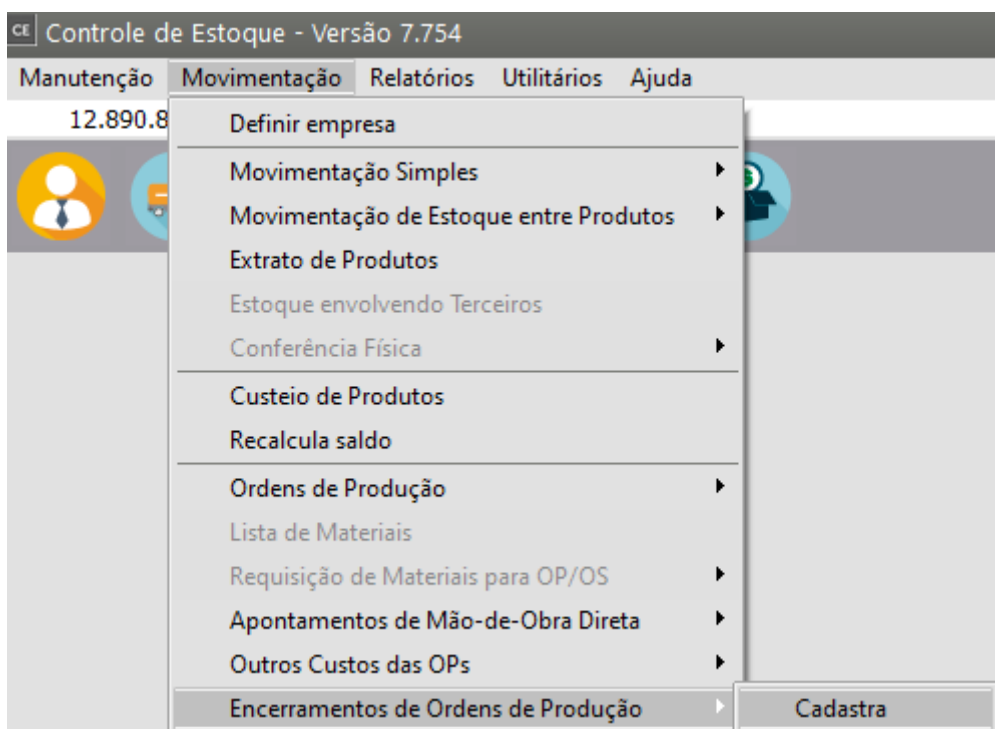 CE Controle de Estoque - Versão 7.754
Manutenção Movimentação Relatórios Utilitários Ajuda
12.890.8
Definir empresa
Movimentação Simples
Movimentação de Estoque entre Produtos
Extrato de Produtos
Estoque envolvendo Terceiros
Conferência Física
Custeio de Produtos
Recalcula saldo
Ordens de Produção
Lista de Materiais
Requisição de Materiais para OP/OS
Apontamentos de Mão-de-Obra Direta
Outros Custos das OPs
Encerramentos de Ordens de Produção Cadastra